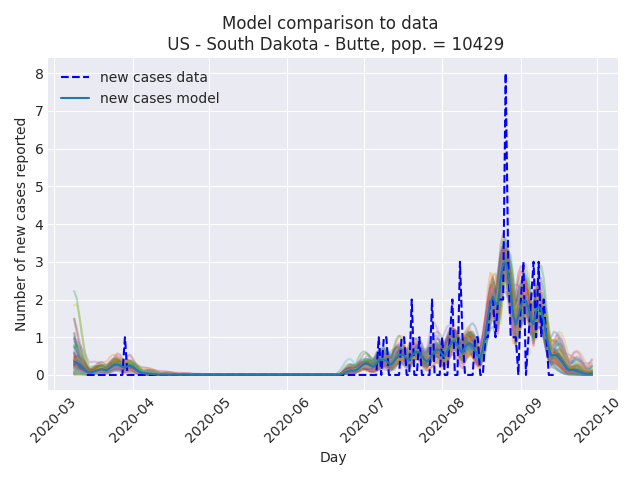 Model comparison to data
US - South Dakota - Butte, pop. = 10429
new cases data
new cases model
Number of new cases reported
8
7
6
5
4
3
2
1
0
2020-03
2020-04
2020-05
2020-06
2020-07
2020-08
2020-09
2020-10
Day